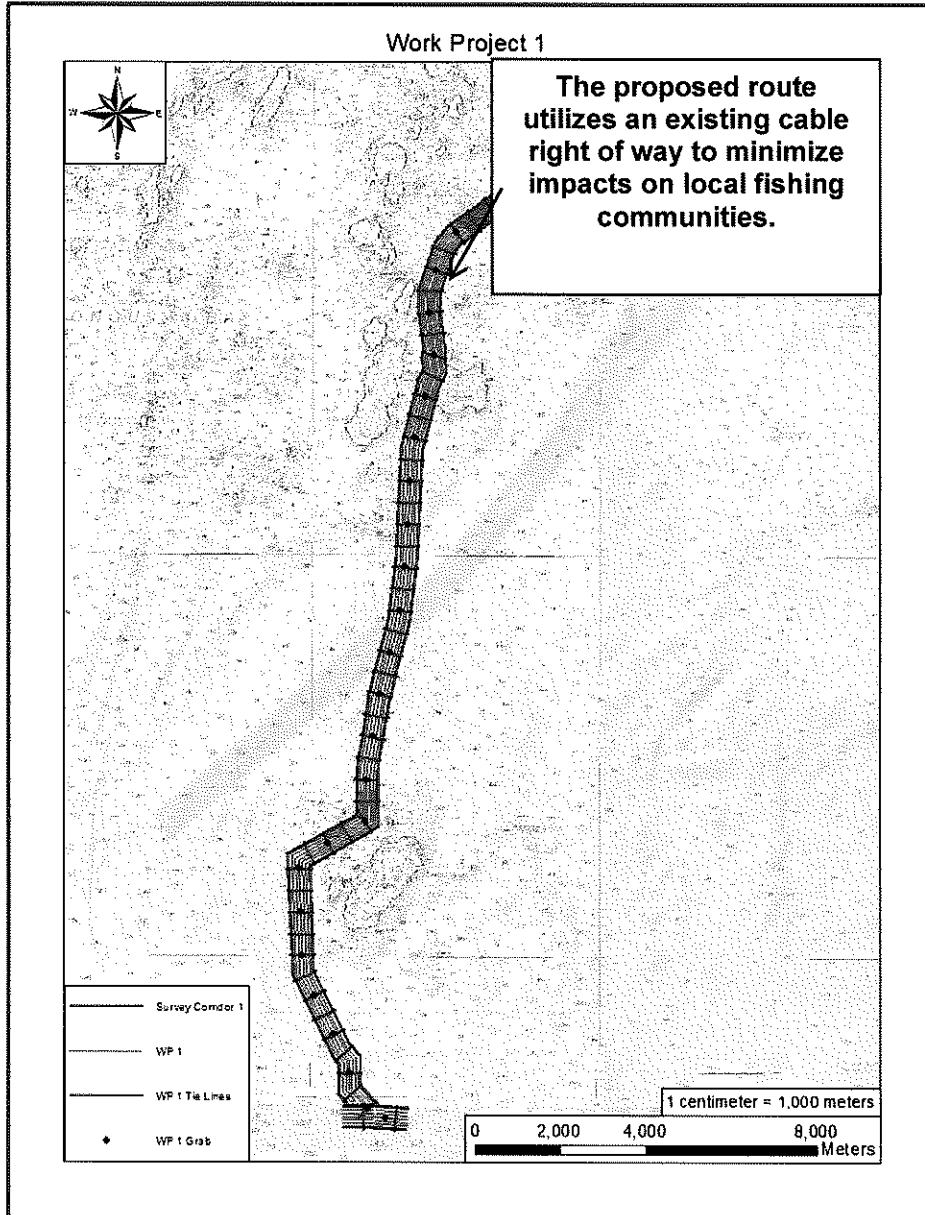 Work Project 1
N
W
E
S
The proposed route
utilizes an existing cable
right of way to minimize
impacts on local fishing
communities.
Survey Corridor 1
WP 1
WP 1 Tie Lines
WP 1 Grab
1 centimeter = 1,000 meters
0 2,000 4,000 8,000
Meters